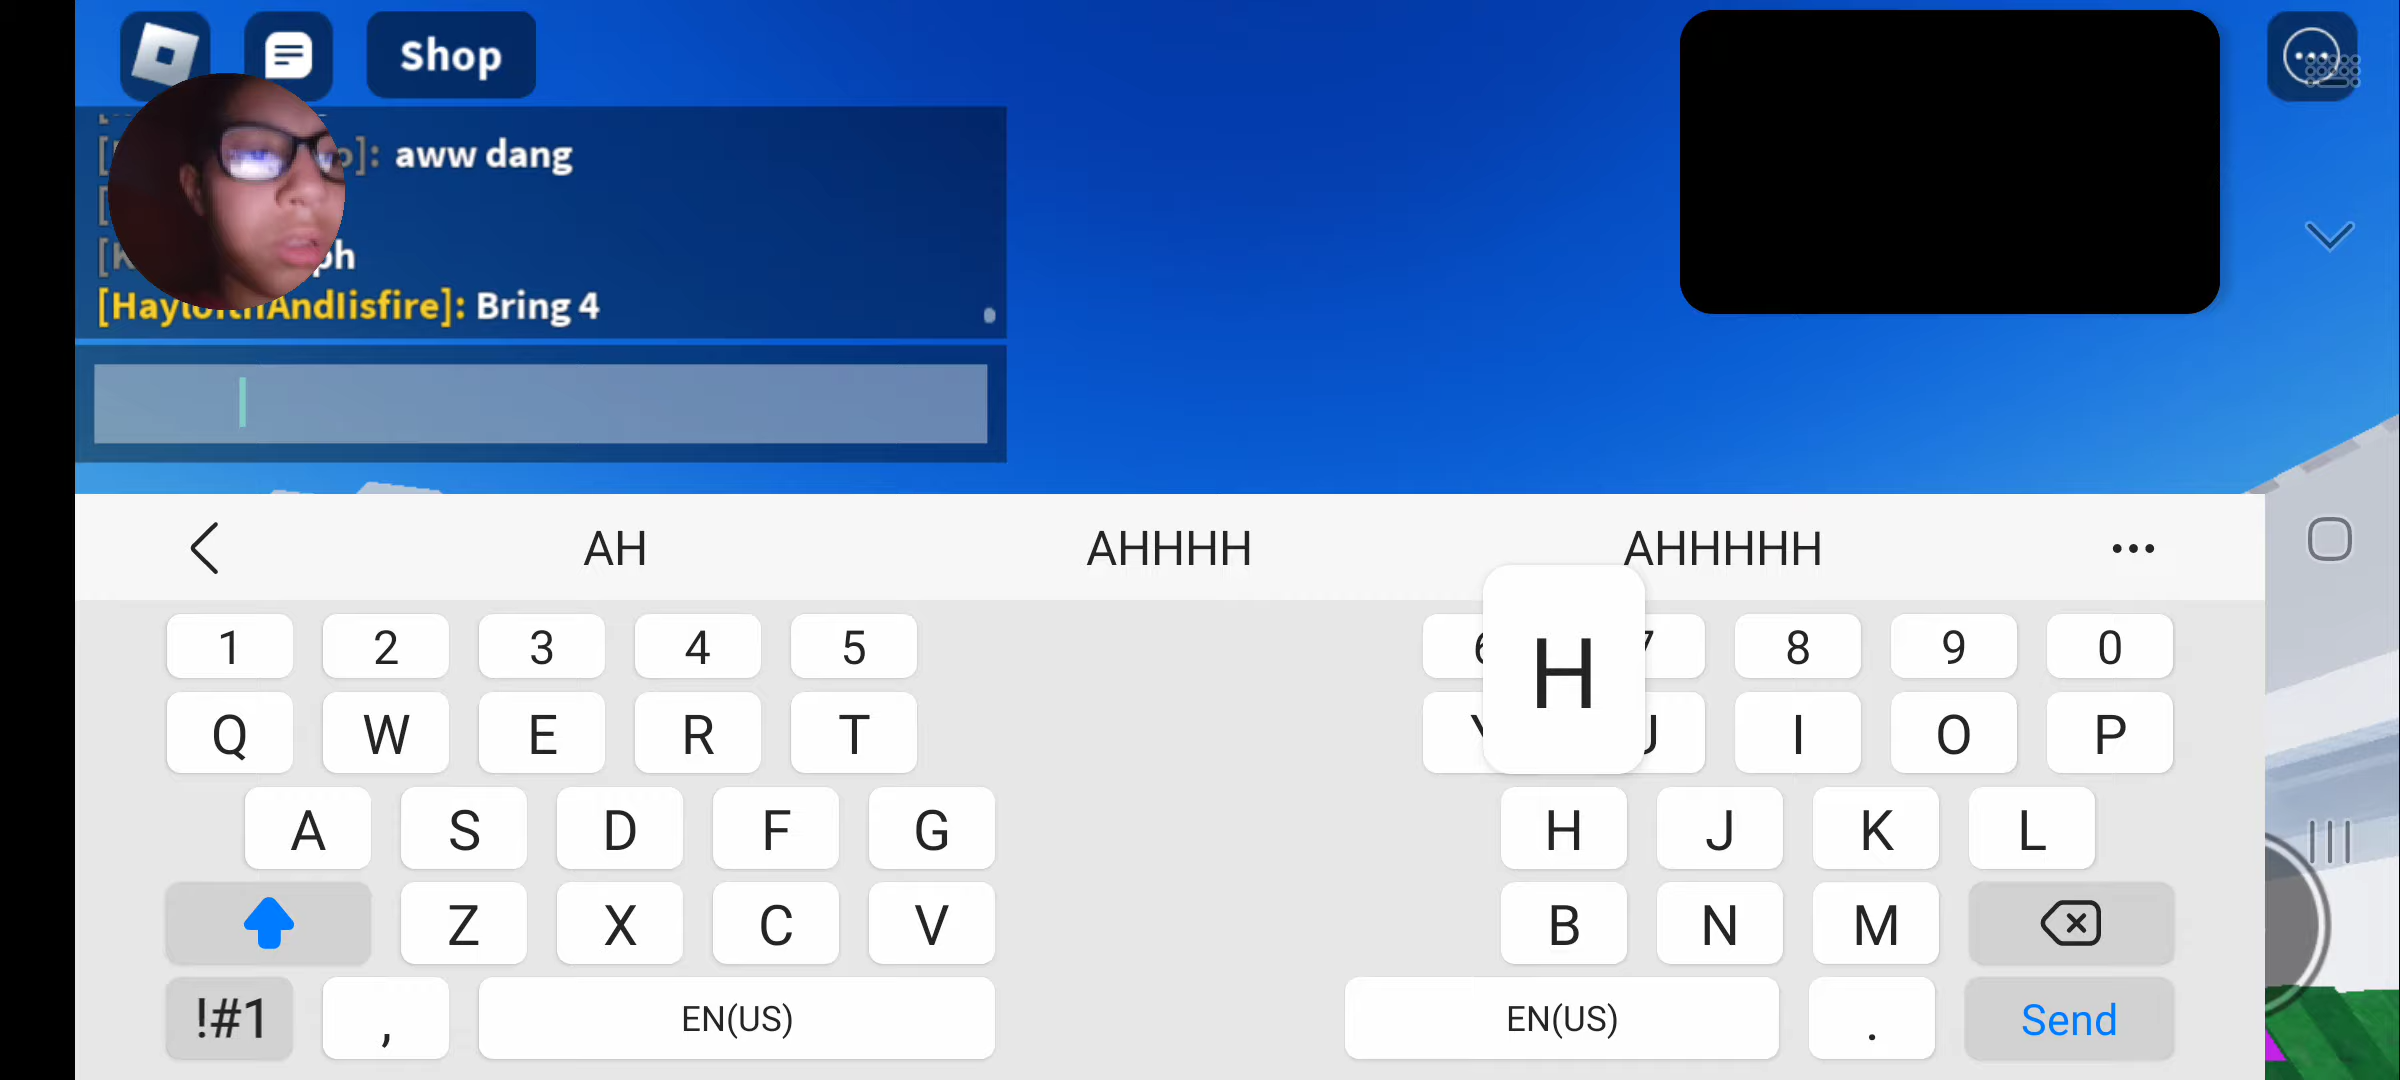 Shop
aww dang
ph
AndIisfire]: Bring 4
AH AHHHH AHHHHH
1 2 3 4 5 8 9 0
H
Q W E R T I O P
A S D F G H J K L
Z X C V B N M
!#1 , EN(US) EN(US) . Send